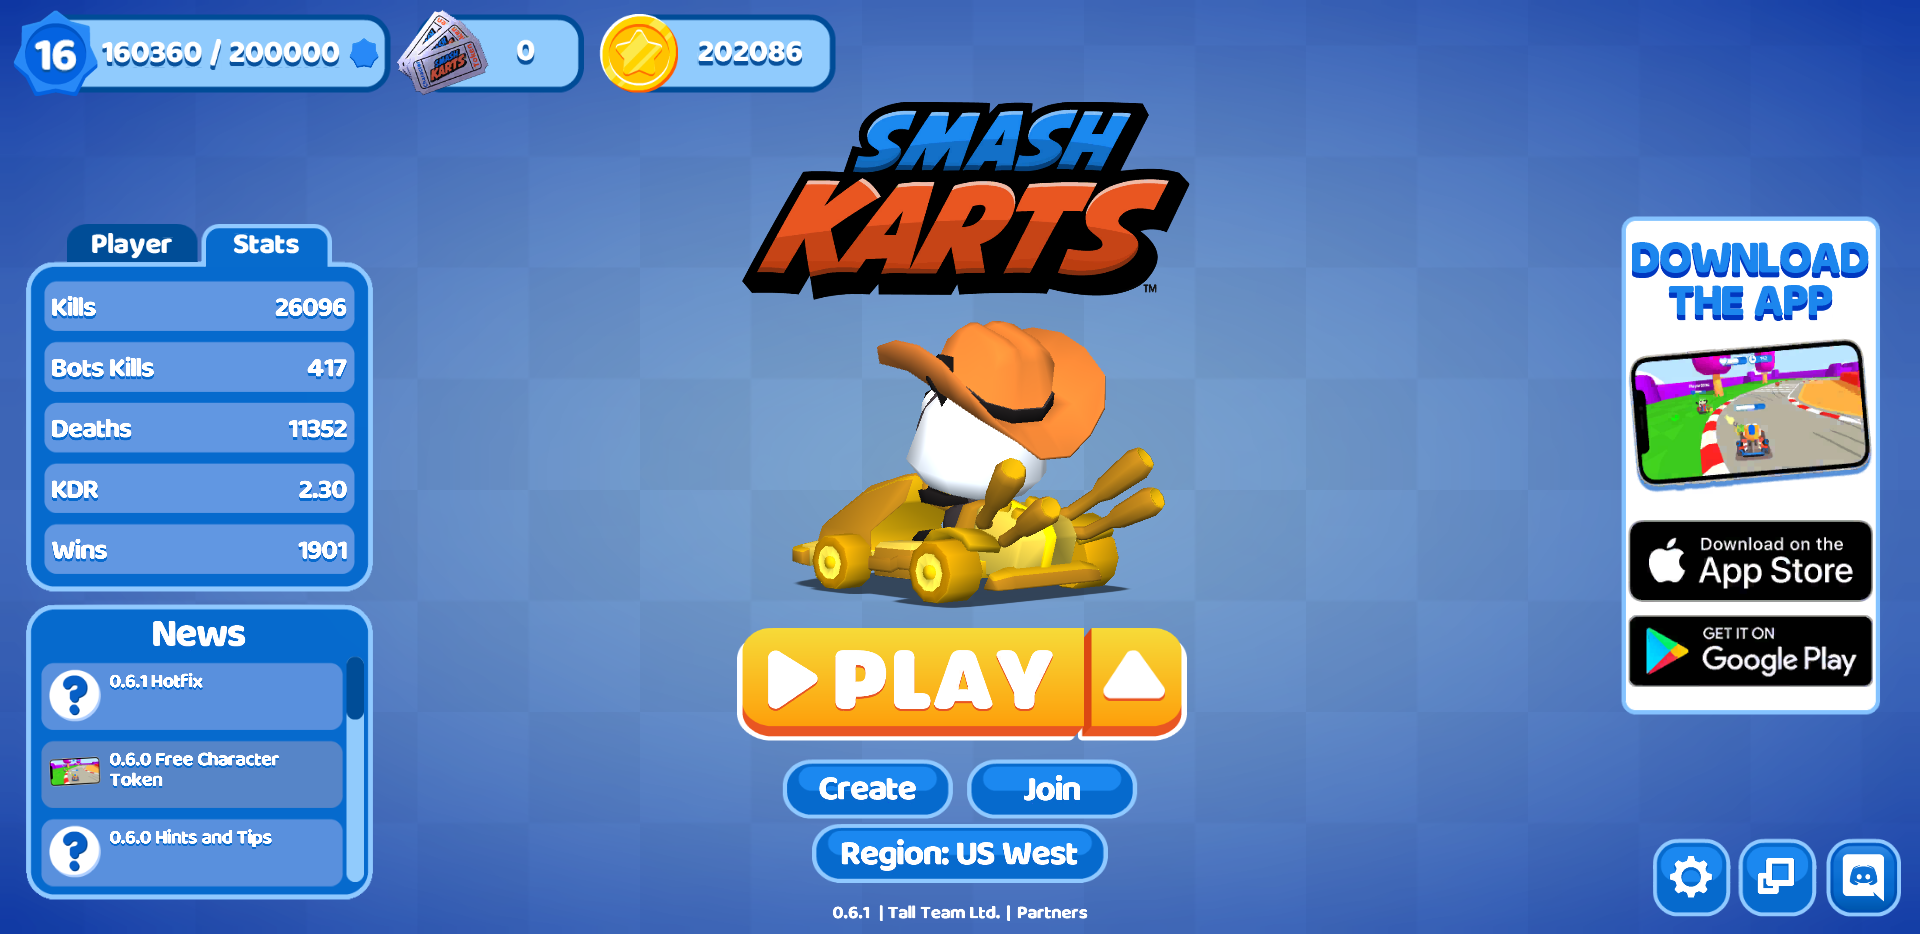 16
160360 / 200000
0
202086
SMASH
KARTS
KARTS™
Player
Stats
Kills 26096
Bots Kills 417
Deaths 11352
KDR 2.30
Wins 1901
News
0.6.1 Hotfix
0.6.0 Free Character
Token
0.6.0 Hints and Tips
PLAY
Create
Join
Region: US West
0.6.1 | Tall Team Ltd. | Partners
DOWNLOAD
THE APP
Download on the
App Store
GET IT ON
Google Play